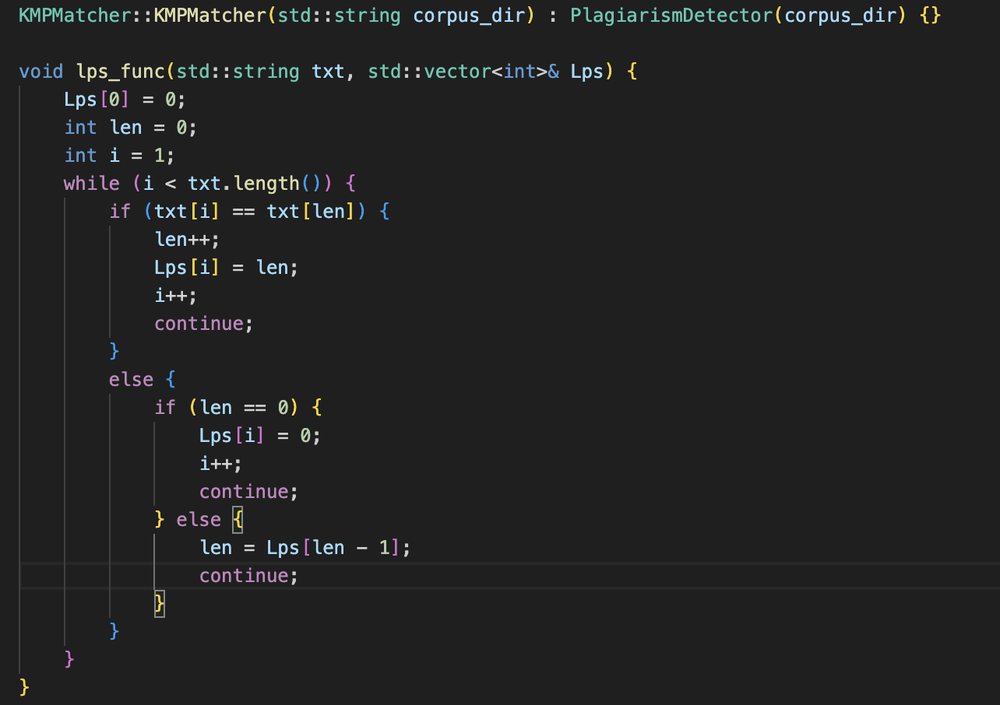 KMPMatcher::KMPMatcher(std::string corpus_dir) : PlagiarismDetector(corpus_dir) {}

void lps_func(std::string txt, std::vector<int>& Lps) {
    Lps[0] = 0;
    int len = 0;
    int i = 1;
    while (i < txt.length()) {
        if (txt[i] == txt[len]) {
            len++;
            Lps[i] = len;
            i++;
            continue;
        }
        else {
            if (len == 0) {
                Lps[i] = 0;
                i++;
                continue;
            } else {
                len = Lps[len - 1];
                continue;
            }
        }
    }
}